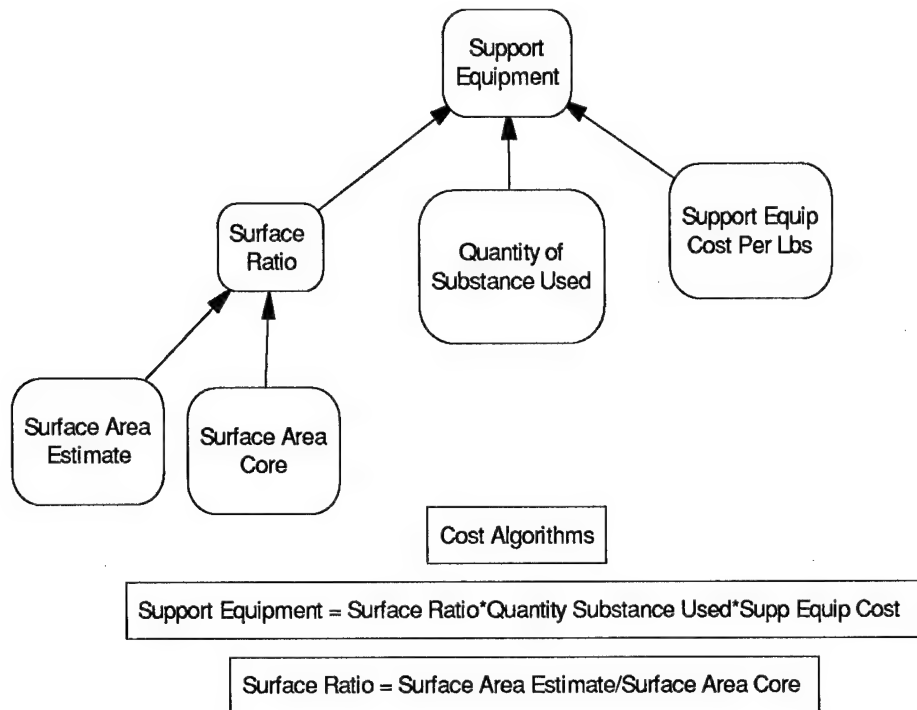 Support
Equipment
Surface
Ratio
Quantity of
Substance Used
Support Equip
Cost Per Lbs
Surface Area
Estimate
Surface Area
Core
Cost Algorithms
Support Equipment = Surface Ratio*Quantity Substance Used*Supp Equip Cost
Surface Ratio = Surface Area Estimate/Surface Area Core